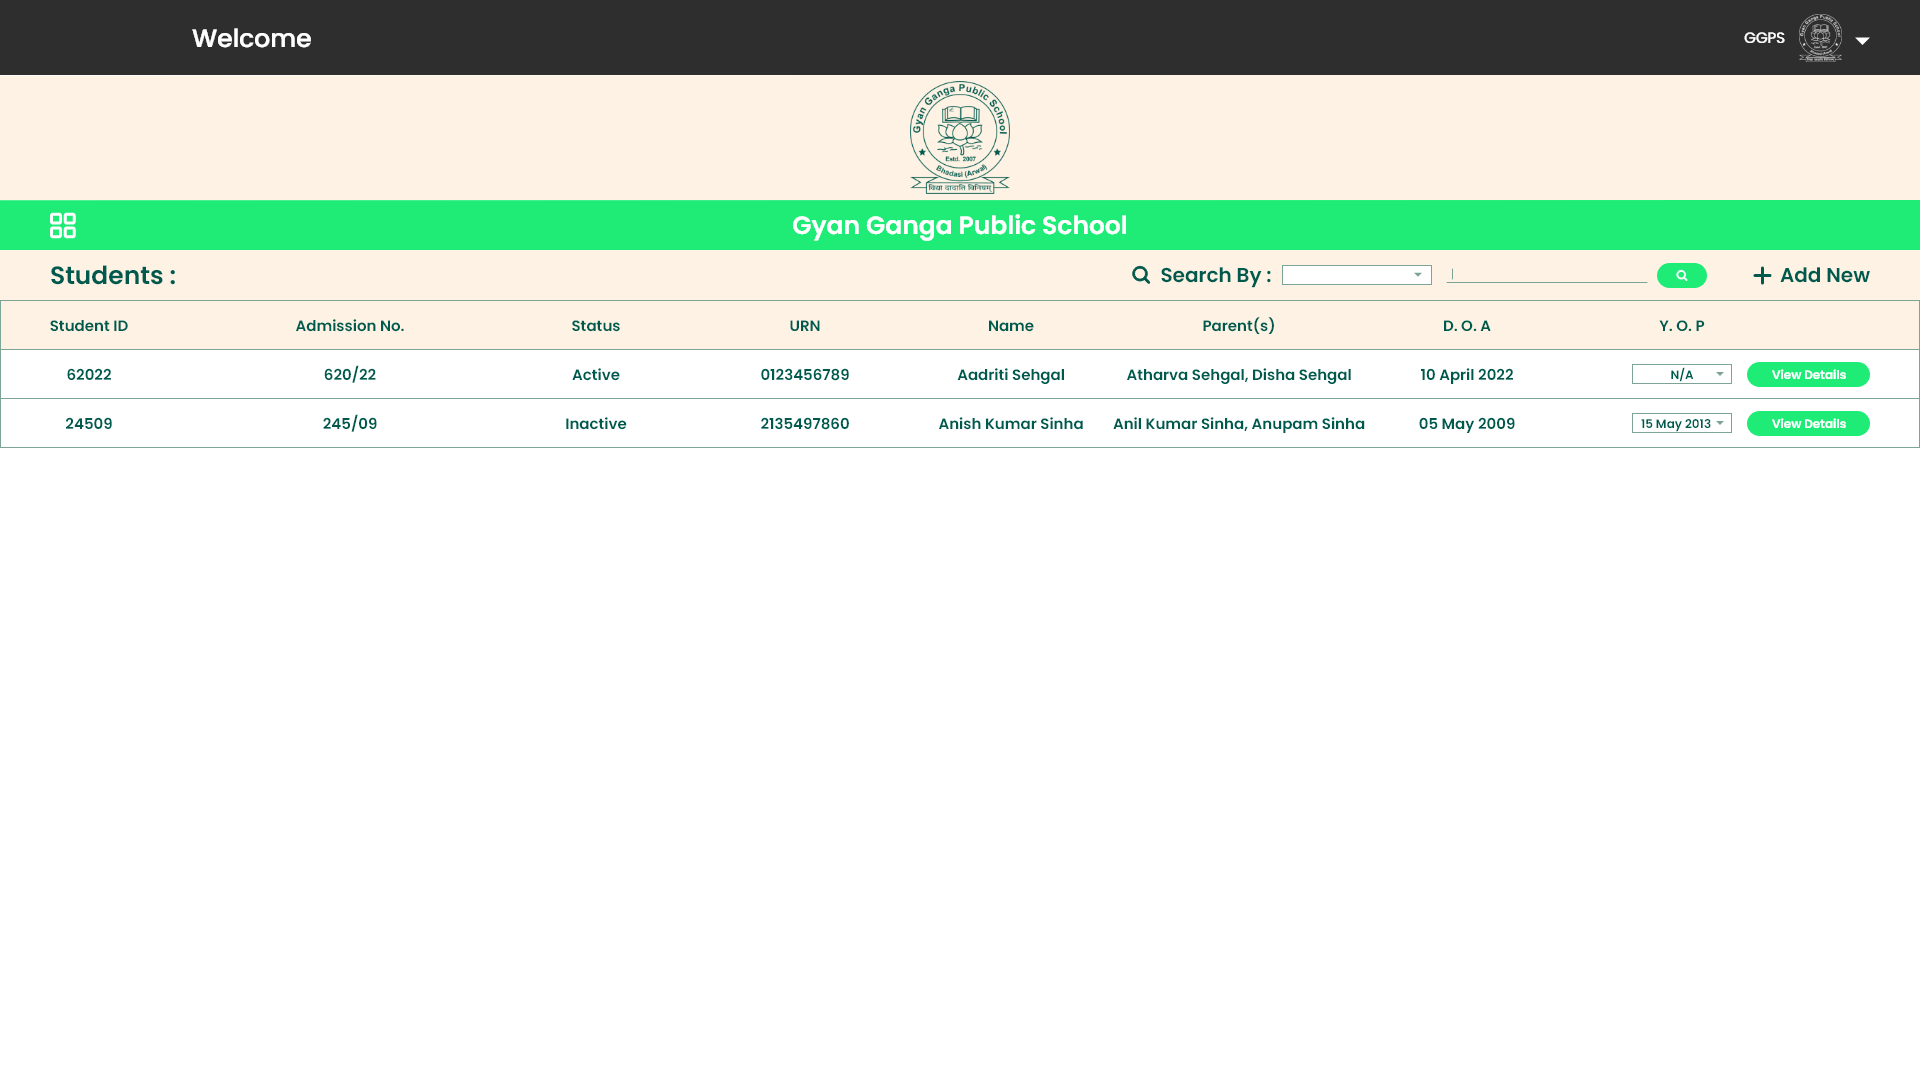 Welcome
GGPS
Gyan Ganga Public School
Estd. 2007
Bhadasi (Arwal)
विद्या दादाति विनियम्
Gyan Ganga Public School
Students :
Search By :
Add New
Student ID Admission No. Status URN Name Parent(s) D. O. A Y. O. P
62022 620/22 Active 0123456789 Aadriti Sehgal Atharva Sehgal, Disha Sehgal 10 April 2022 N/A View Details
24509 245/09 Inactive 2135497860 Anish Kumar Sinha Anil Kumar Sinha, Anupam Sinha 05 May 2009 15 May 2013 View Details